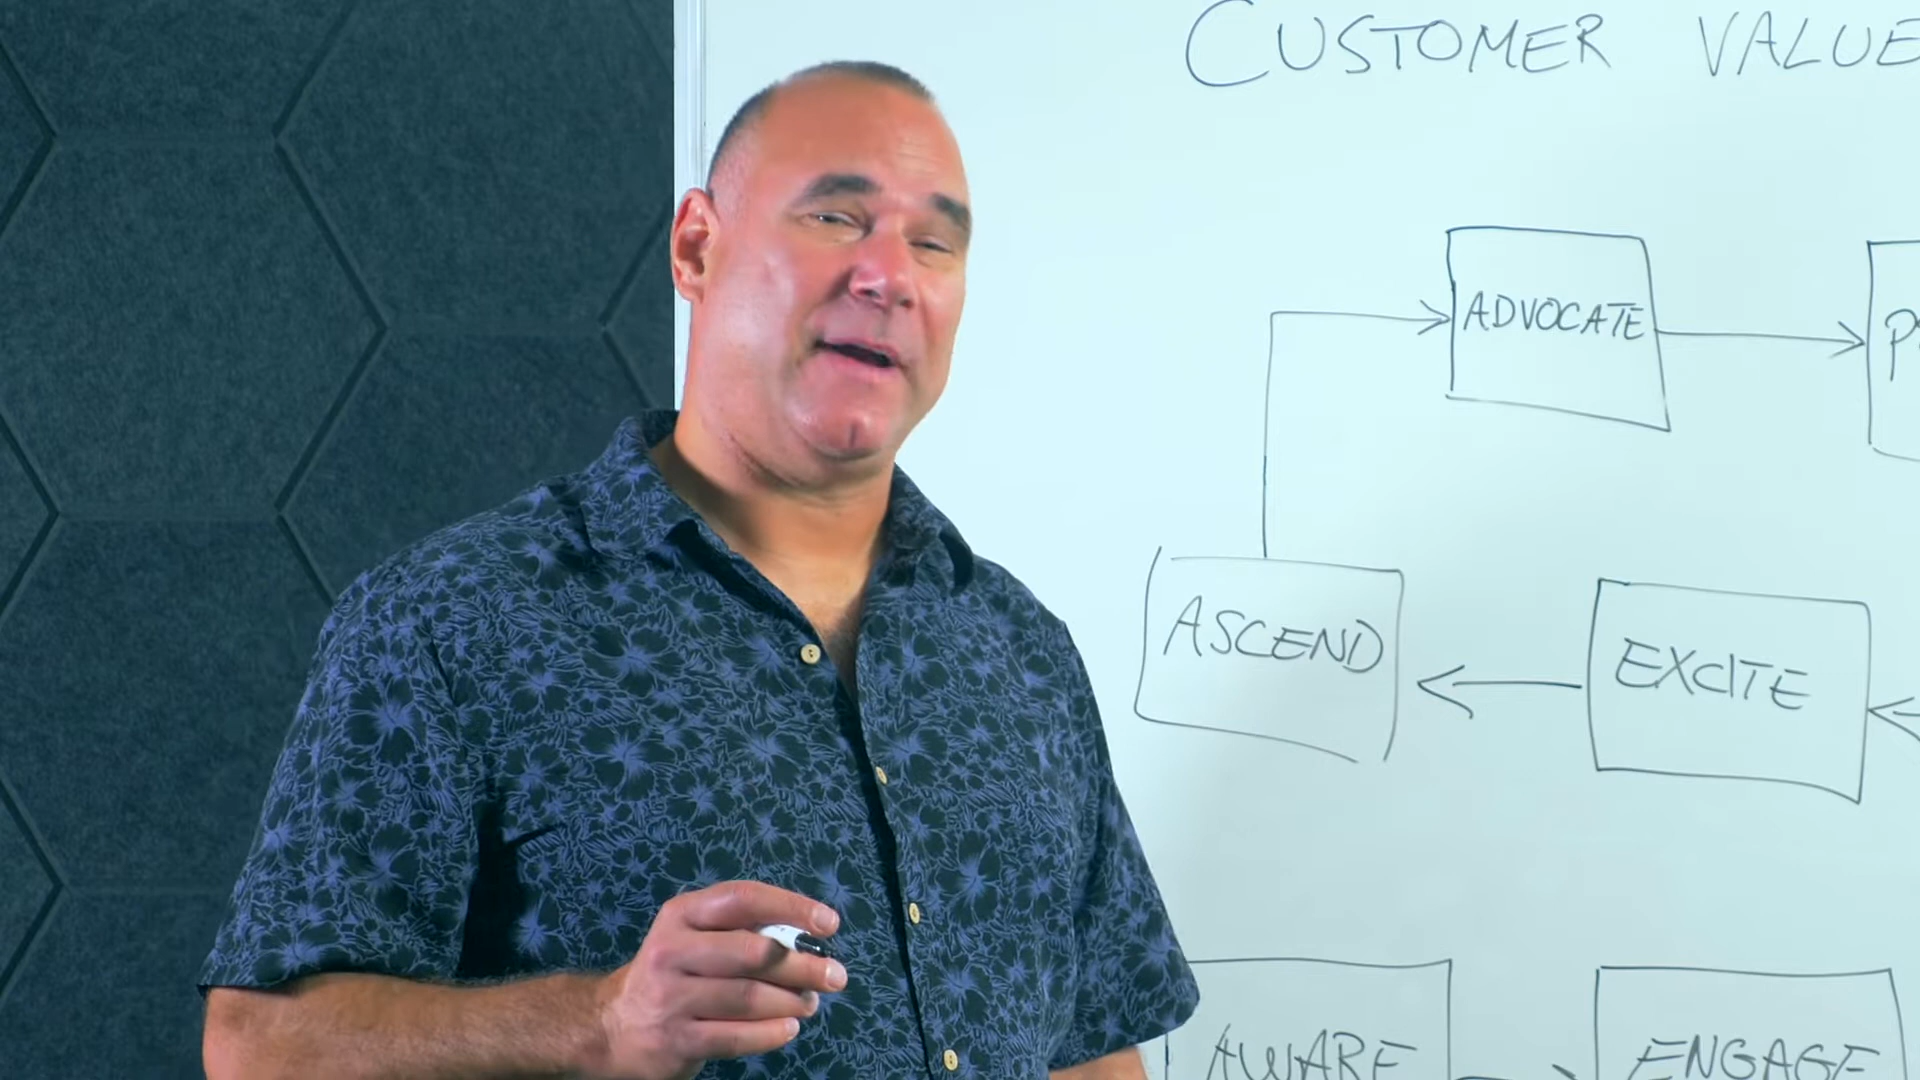 CUSTOMER VALUE
ADVOCATE
ASCEND
EXCITE
AWARE
ENGAGE